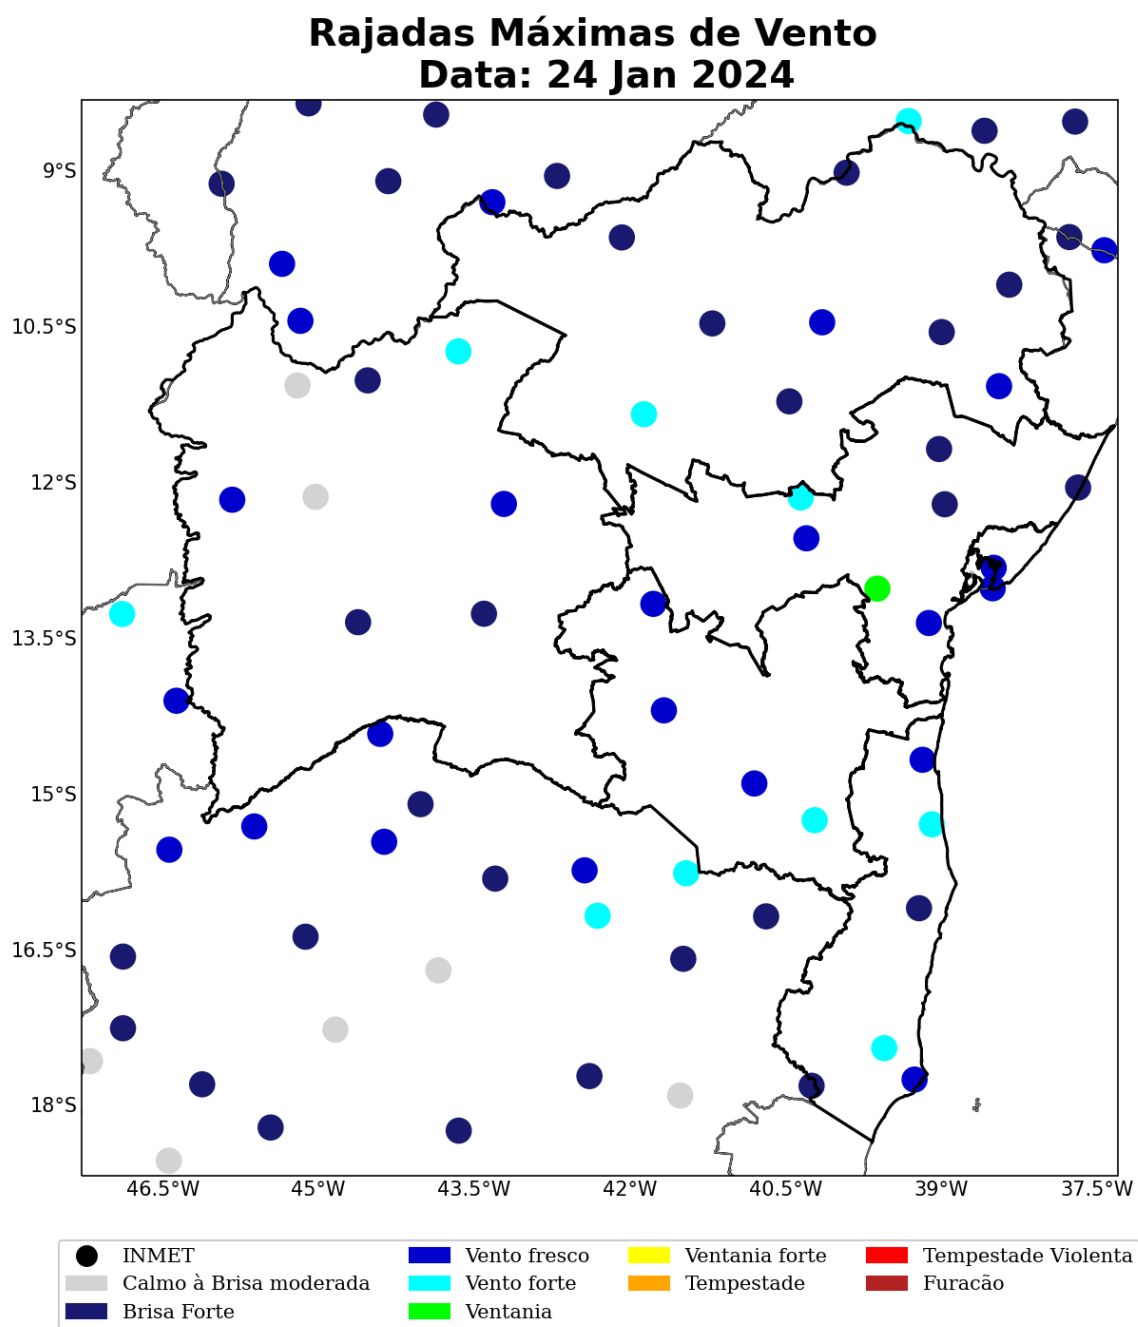 Rajadas Máximas de Vento
Data: 24 Jan 2024
9°S
10.5°S
12°S
13.5°S
15°S
16.5°S
18°S
46.5°W 45°W 43.5°W 42°W 40.5°W 39°W 37.5°W
INMET Vento fresco Ventania forte Tempestade Violenta
Calmo à Brisa moderada Vento forte Tempestade Furacão
Brisa Forte Ventania